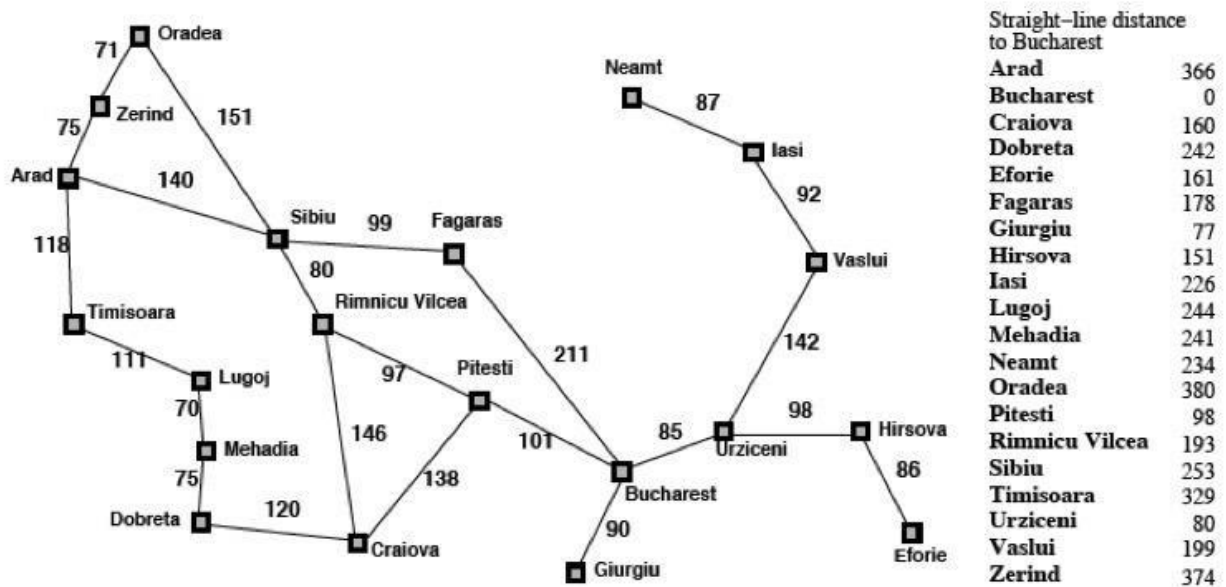 Oradea
71
Neamt
87
Zerind
75
151
Iasi
Arad
140
92
Sibiu
99
Fagaras
118
80
Vaslui
Timisoara
Rimnicu Vilcea
142
111
211
Lugoj
97
Pitesti
70
98
Hirsova
146
101
85
Mehadia
Urziceni
86
75
138
Bucharest
120
Dobreta
90
Craiova
Eforie
Giurgiu
Straight–line distance
to Bucharest
Arad 366
Bucharest 0
Craiova 160
Dobreta 242
Eforie 161
Fagaras 178
Giurgiu 77
Hirsova 151
Iasi 226
Lugoj 244
Mehadia 241
Neamt 234
Oradea 380
Pitesti 98
Rimnicu Vilcea 193
Sibiu 253
Timisoara 329
Urziceni 80
Vaslui 199
Zerind 374